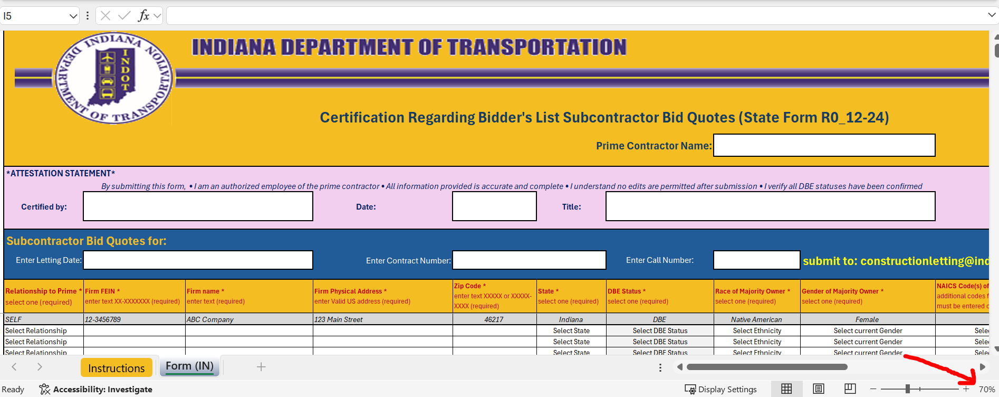 I5
fx
INDIANA DEPARTMENT OF TRANSPORTATION
INDIANA DEPARTMENT OF TRANSPORTATION
INDOT
Certification Regarding Bidder's List Subcontractor Bid Quotes (State Form R0_12-24)
Prime Contractor Name:
*ATTESTATION STATEMENT*
By submitting this form, • I am an authorized employee of the prime contractor • All information provided is accurate and complete • I understand no edits are permitted after submission • I verify all DBE statuses have been confirmed
Certified by: Date: Title:
Subcontractor Bid Quotes for:
Enter Letting Date: Enter Contract Number: Enter Call Number: submit to: constructionletting@ind
Relationship to Prime * Firm FEIN * Firm name * Firm Physical Address * Zip Code * State * DBE Status * Race of Majority Owner * Gender of Majority Owner * NAICS Code(s) of
select one (required) enter text XX-XXXXXXX (required) enter text (required) enter Valid US address (required) enter text XXXXX or XXXXX- select one (required) select one (required) select one (required) select one (required) additional codes f
XXXX (required) must be entered c
SELF 12-3456789 ABC Company 123 Main Street 46217 Indiana DBE Native American Female
Select Relationship Select State Select DBE Status Select Ethnicity Select current Gender Selec
Select Relationship Select State Select DBE Status Select Ethnicity Select current Gender Selec
Select Relationship Select State Select DBE Status Select Ethnicity Select current Gender Selec
Instructions Form (IN)
Ready Accessibility: Investigate Display Settings 70%